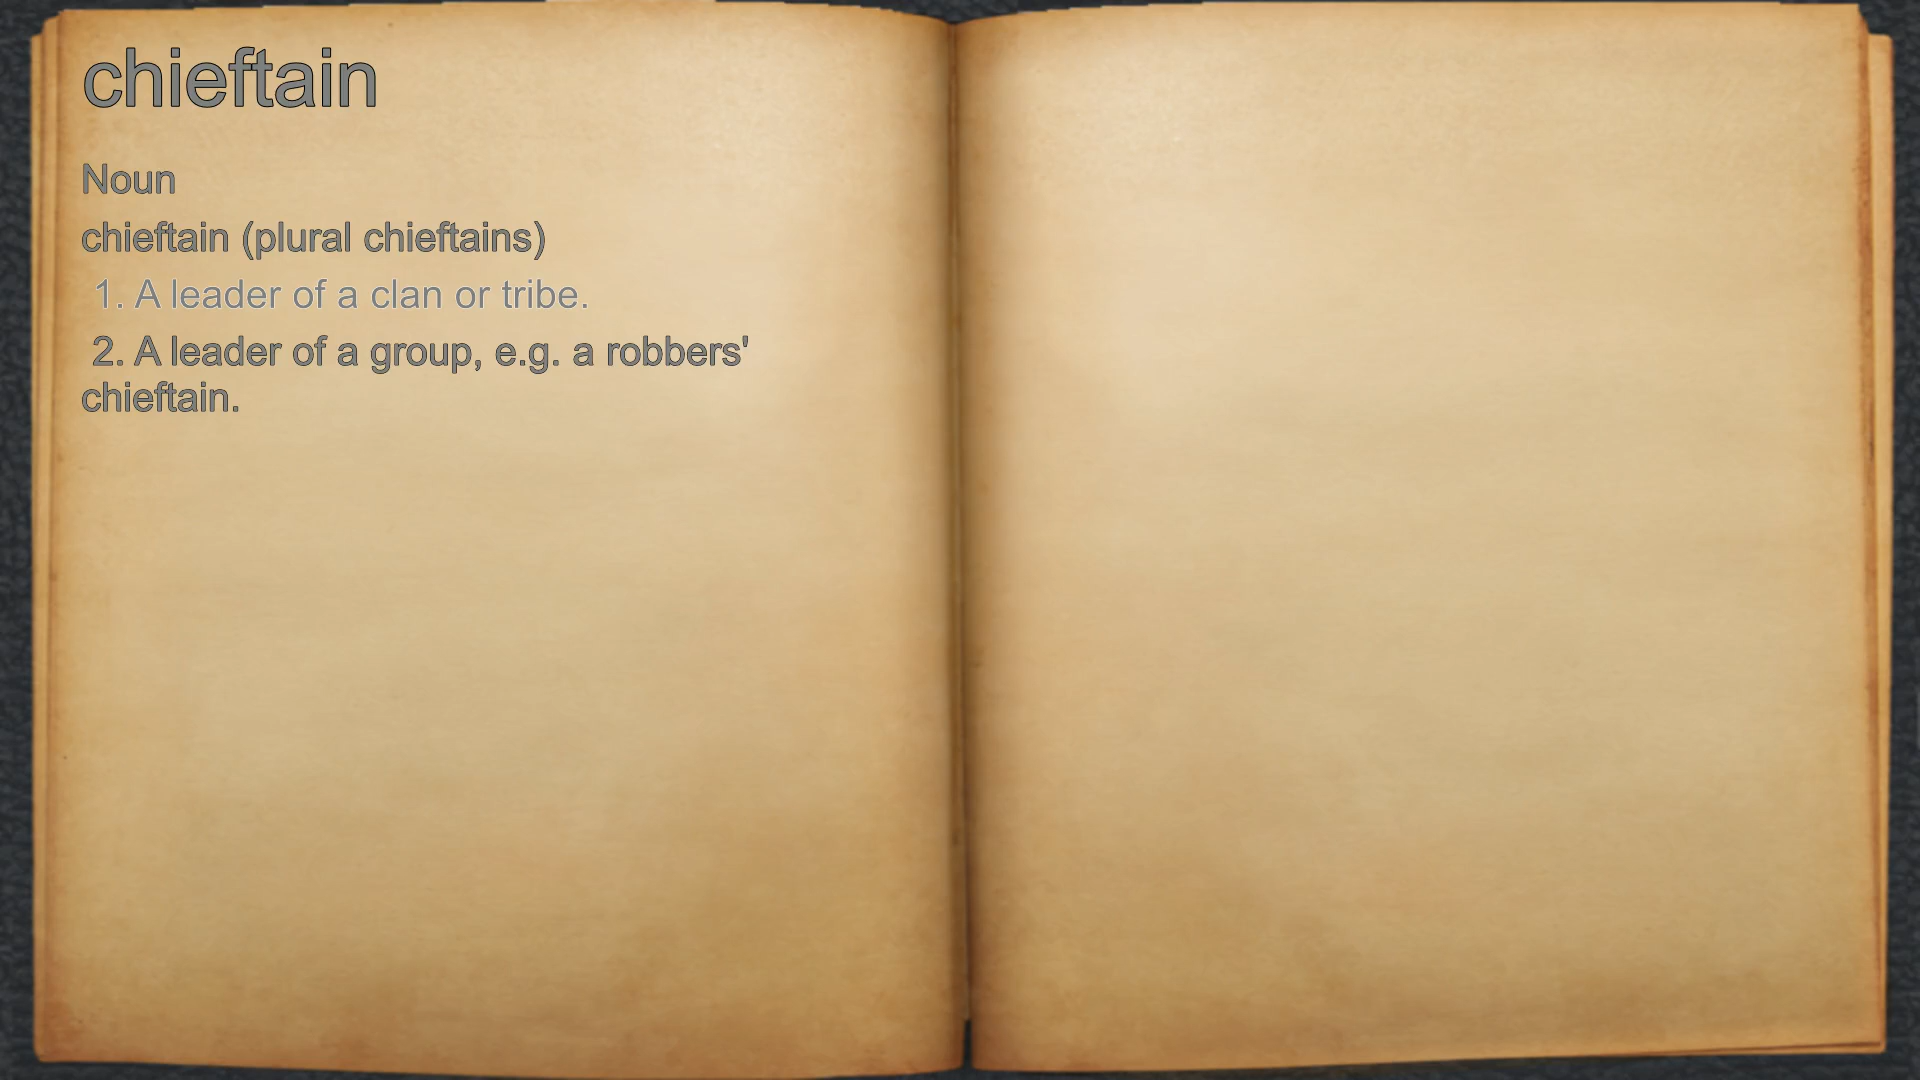 chieftain
Noun
chieftain (plural chieftains)
1. A leader of a clan or tribe.
2. A leader of a group, e.g. a robbers'
chieftain.